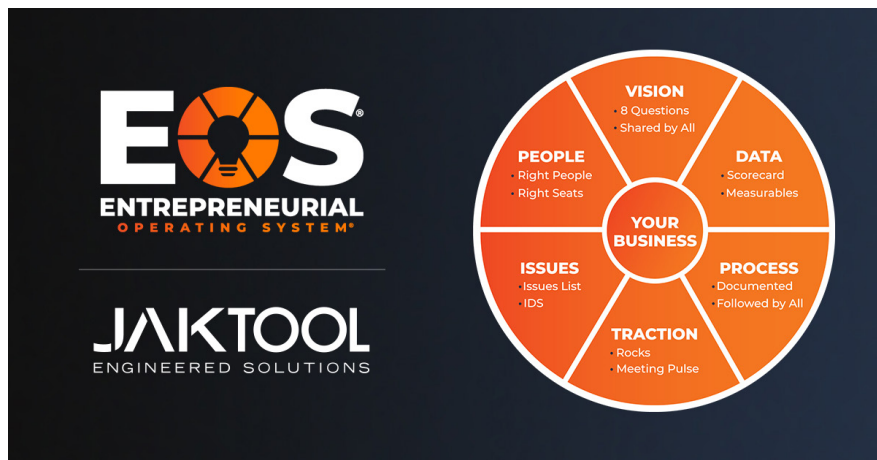 EOS®
ENTREPRENEURIAL
OPERATING SYSTEM®
JAKTOOL
ENGINEERED SOLUTIONS
VISION
• 8 Questions
• Shared by All
PEOPLE
• Right People
• Right Seats
DATA
• Scorecard
• Measurables
YOUR
BUSINESS
ISSUES
• Issues List
• IDS
PROCESS
• Documented
• Followed by All
TRACTION
• Rocks
• Meeting Pulse